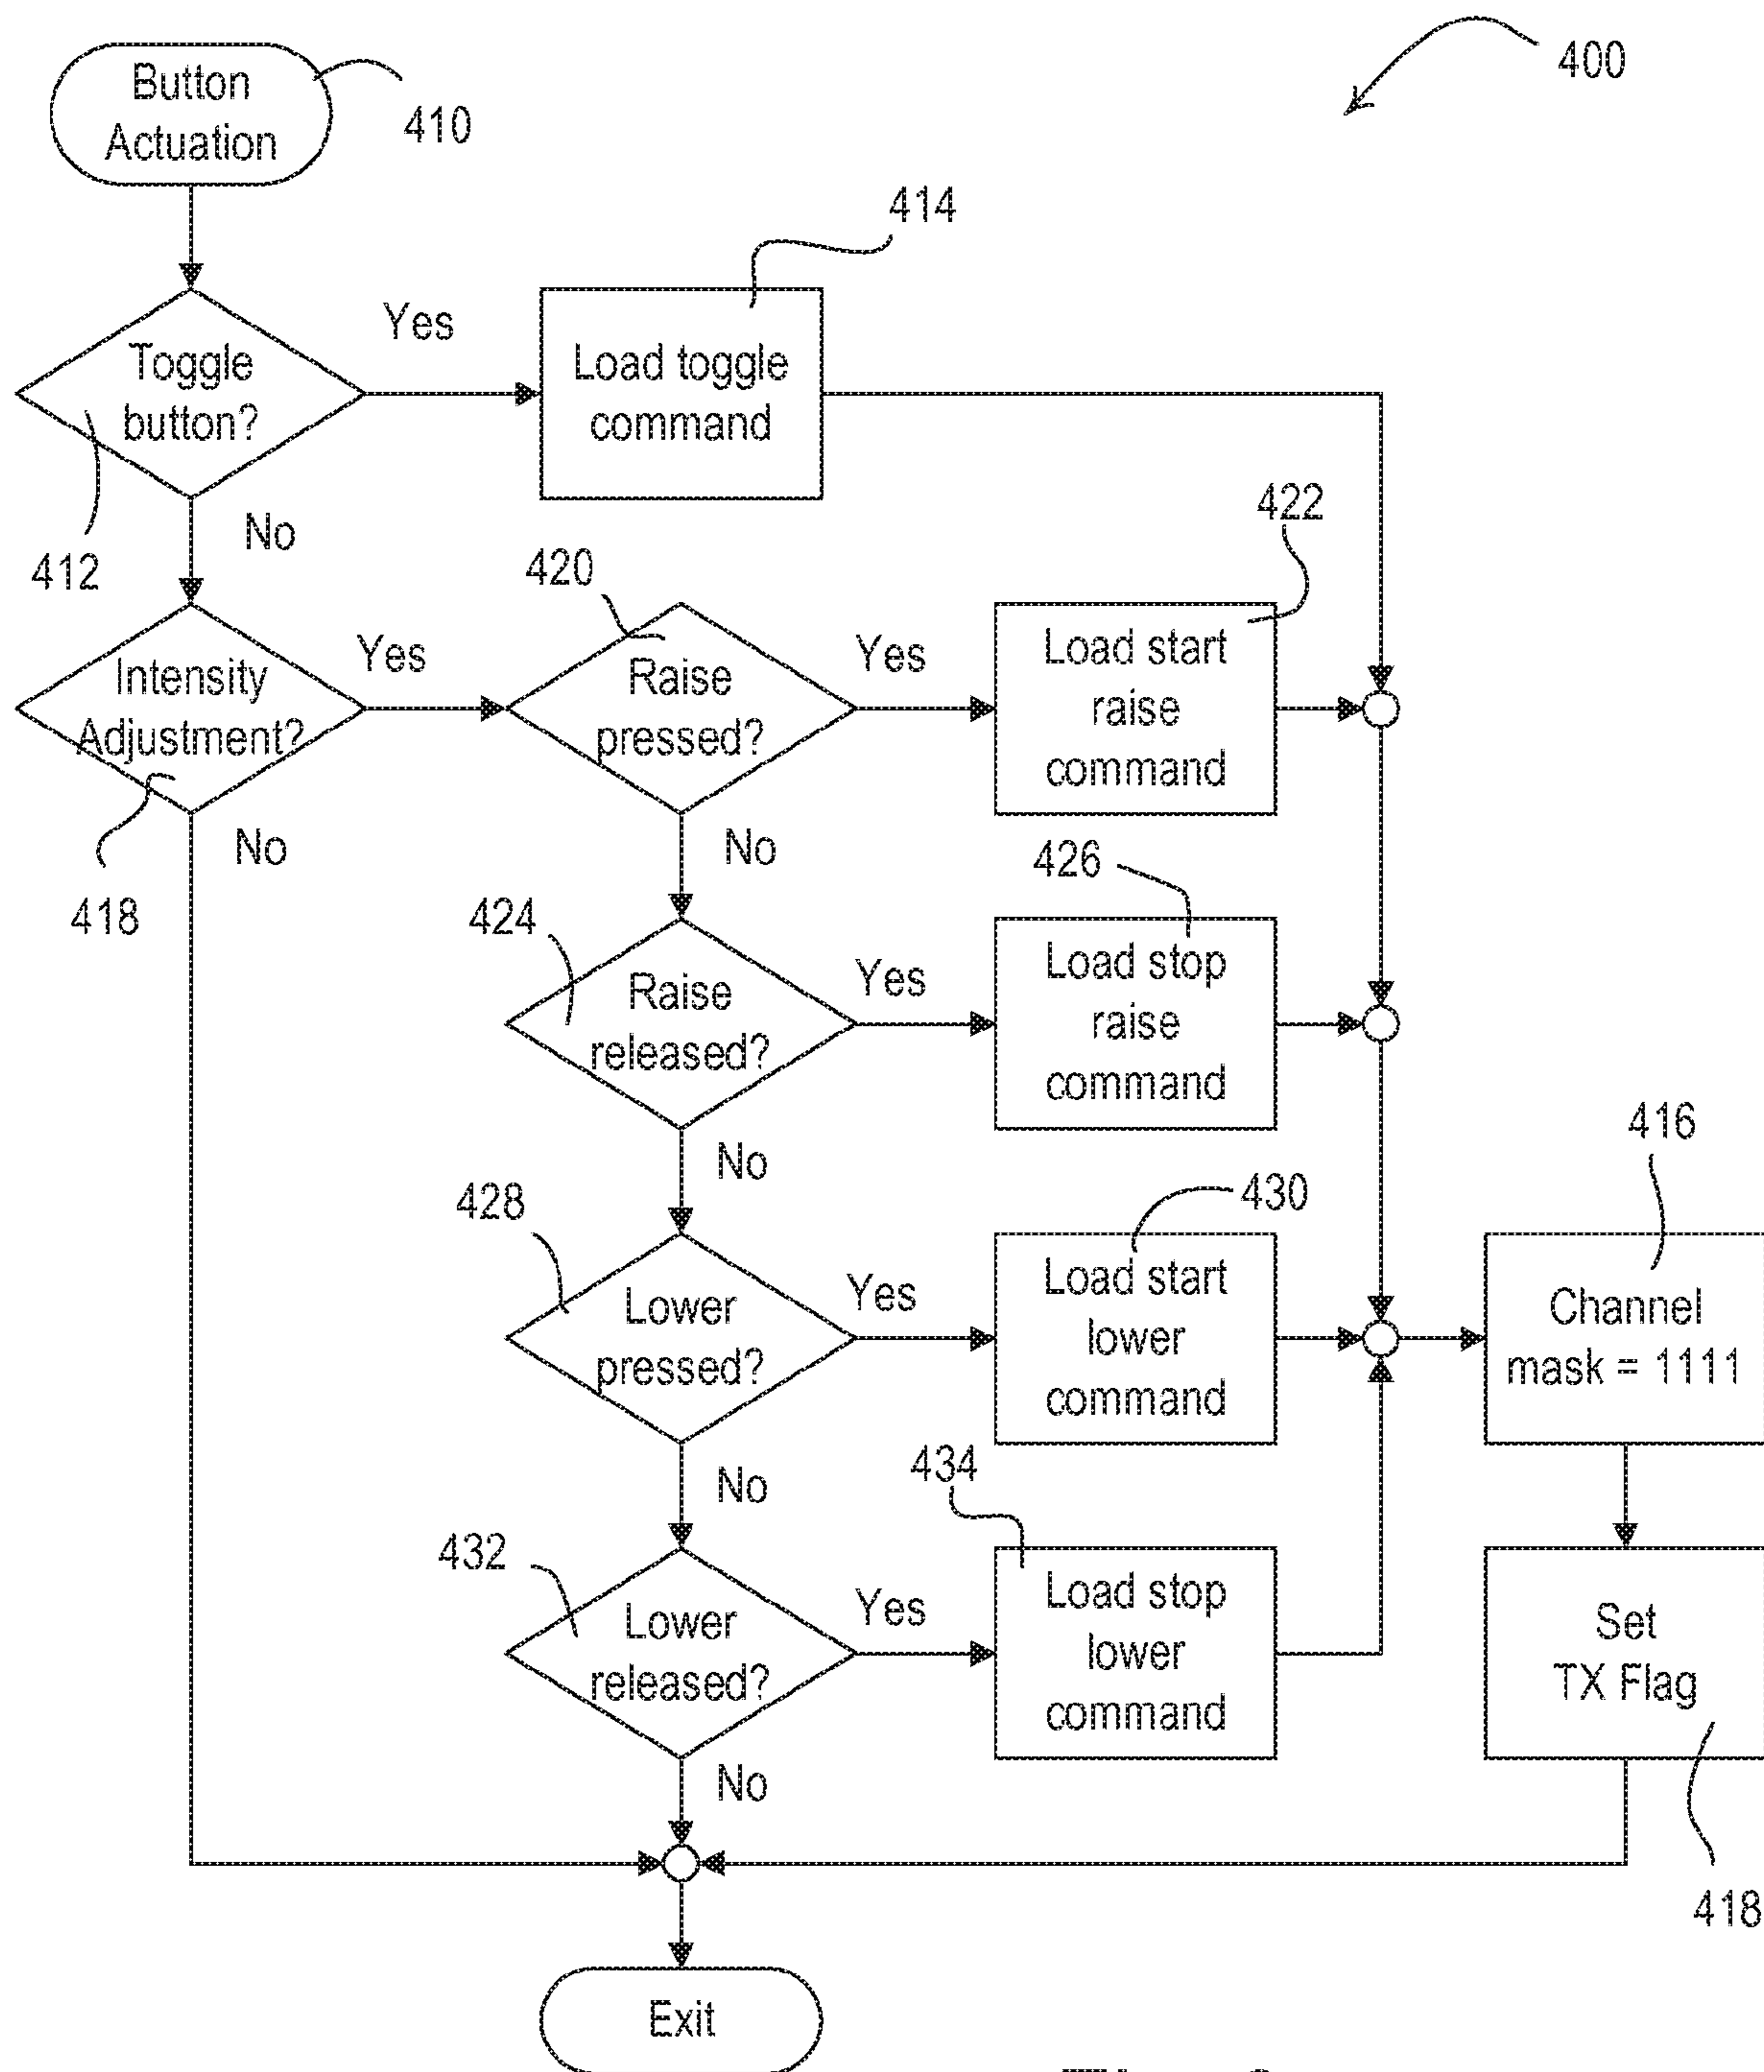 400
Button
Actuation
410
414
Toggle
button?
Yes
Load toggle
command
412
No
422
420
Intensity
Adjustment?
Yes
Raise
pressed?
Yes
Load start
raise
command
418
No
No
426
424
Raise
released?
Yes
Load stop
raise
command
416
No
430
428
Lower
pressed?
Yes
Load start
lower
command
Channel
mask = 1111
No
434
432
Lower
released?
Yes
Load stop
lower
command
Set
TX Flag
No
418
Exit